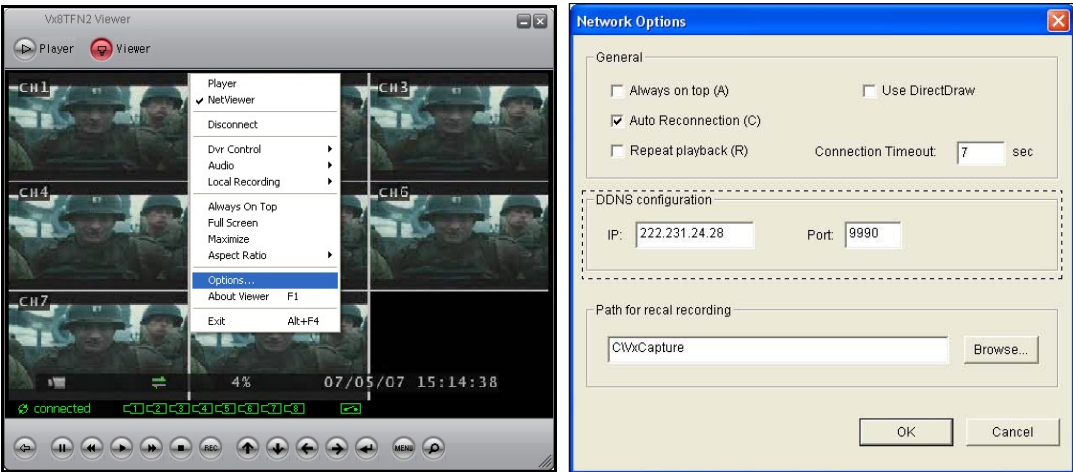 Vx8TFN2 Viewer
Player Viewer
CH1
CH3
CH4
CH6
CH7
Player
NetViewer
Disconnect
Dvr Control
Audio
Local Recording
Always On Top
Full Screen
Maximize
Aspect Ratio
Options...
About Viewer F1
Exit Alt+F4
4% 07/05/07 15:14:38
connected 1 2 3 4 5 6 7 8
REC MENU
Network Options
General
Always on top (A) Use DirectDraw
Auto Reconnection (C)
Repeat playback (R) Connection Timeout: 7 sec
DDNS configuration
IP: 222.231.24.28 Port: 9990
Path for recal recording
C\VxCapture Browse...
OK Cancel